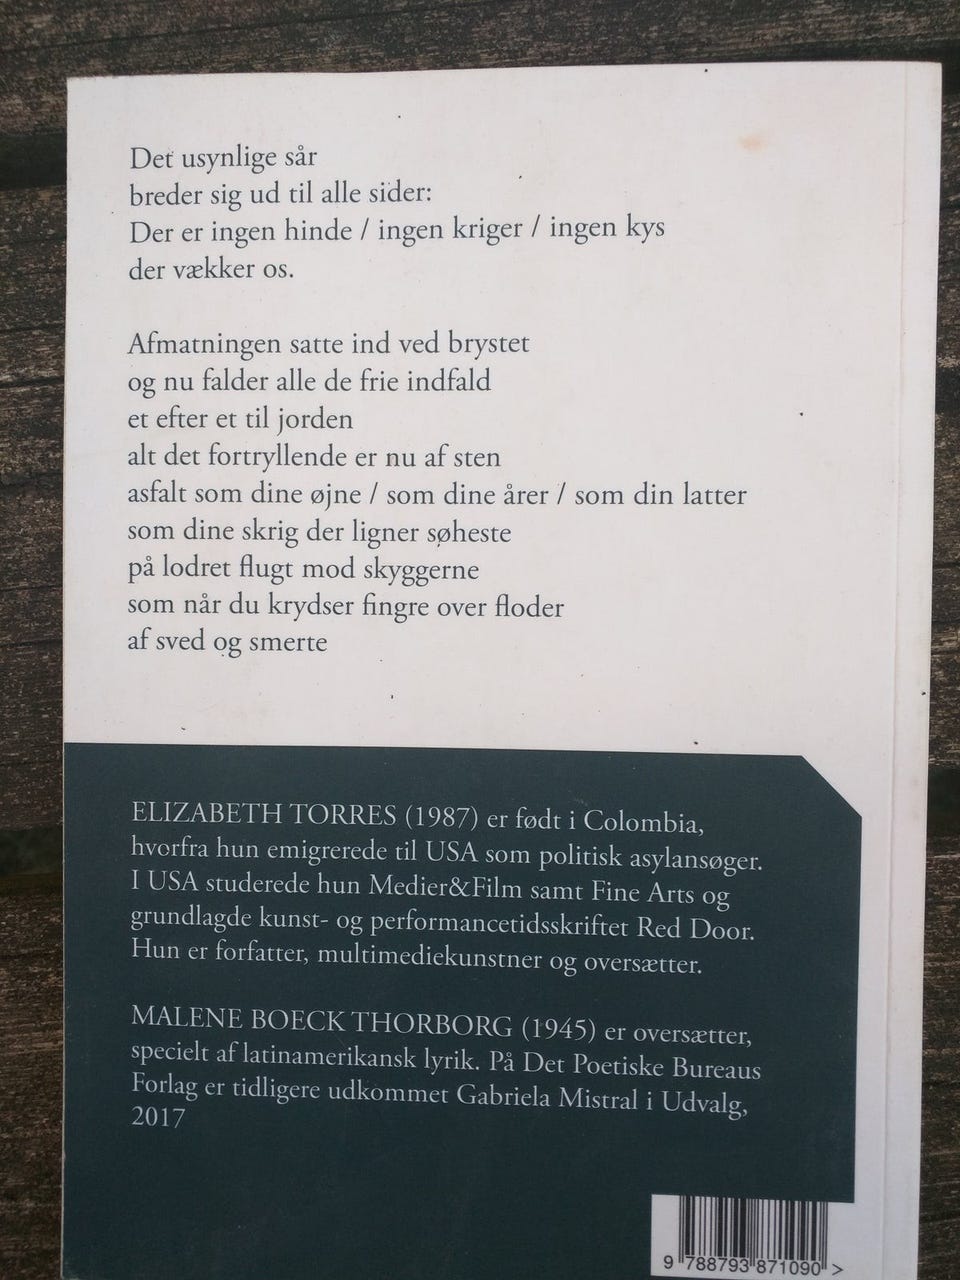 Det usynlige sår
breder sig ud til alle sider:
Der er ingen hinde / ingen kriger / ingen kys
der vækker os.
Afmatningen satte ind ved brystet
og nu falder alle de frie indfald
et efter et til jorden
alt det fortryllende er nu af sten
asfalt som dine øjne / som dine årer / som din latter
som dine skrig der ligner søheste
på lodret flugt mod skyggerne
som når du krydser fingre over floder
af sved og smerte
ELIZABETH TORRES (1987) er født i Colombia,
hvorfra hun emigrerede til USA som politisk asylansøger.
I USA studerede hun Medier&Film samt Fine Arts og
grundlagde kunst- og performancetidsskriftet Red Door.
Hun er forfatter, multimediekunstner og oversætter.
MALENE BOECK THORBORG (1945) er oversætter,
specielt af latinamerikansk lyrik. På Det Poetiske Bureaus
Forlag er tidligere udkommet Gabriela Mistral i Udvalg,
2017
9 788793 871090 >